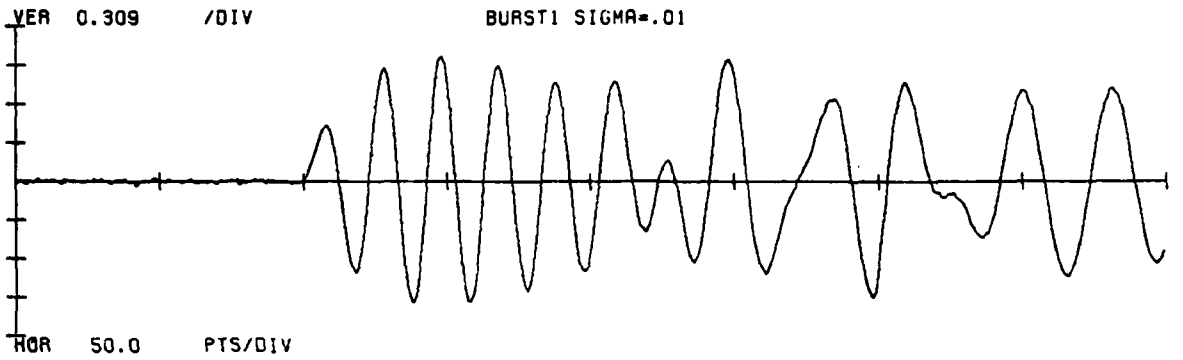 VER 0.309 /DIV BURST1 SIGMA=.01
HOR 50.0 PTS/DIV